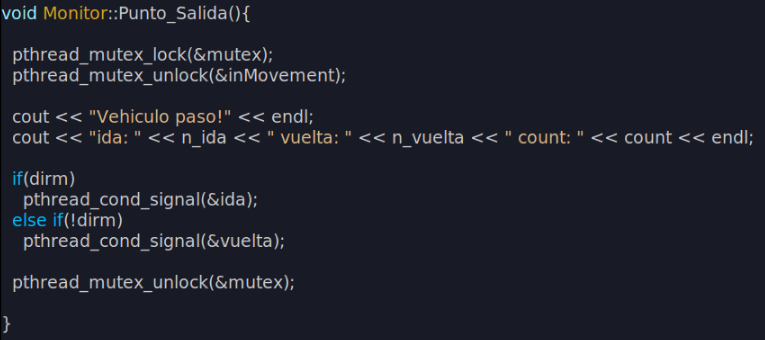 void Monitor::Punto_Salida(){
pthread_mutex_lock(&mutex);
pthread_mutex_unlock(&inMovement);
cout << "Vehiculo paso!" << endl;
cout << "ida: " << n_ida << " vuelta: " << n_vuelta << " count: " << count << endl;
if(dirm)
pthread_cond_signal(&ida);
else if(!dirm)
pthread_cond_signal(&vuelta);
pthread_mutex_unlock(&mutex);
}